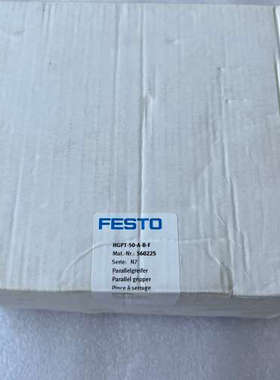 FESTO
HGPT-50-A-B-F
Mat.-Nr.: 560225
Serie: N7
Parallelgreifer
Parallel gripper
Pince à serrage